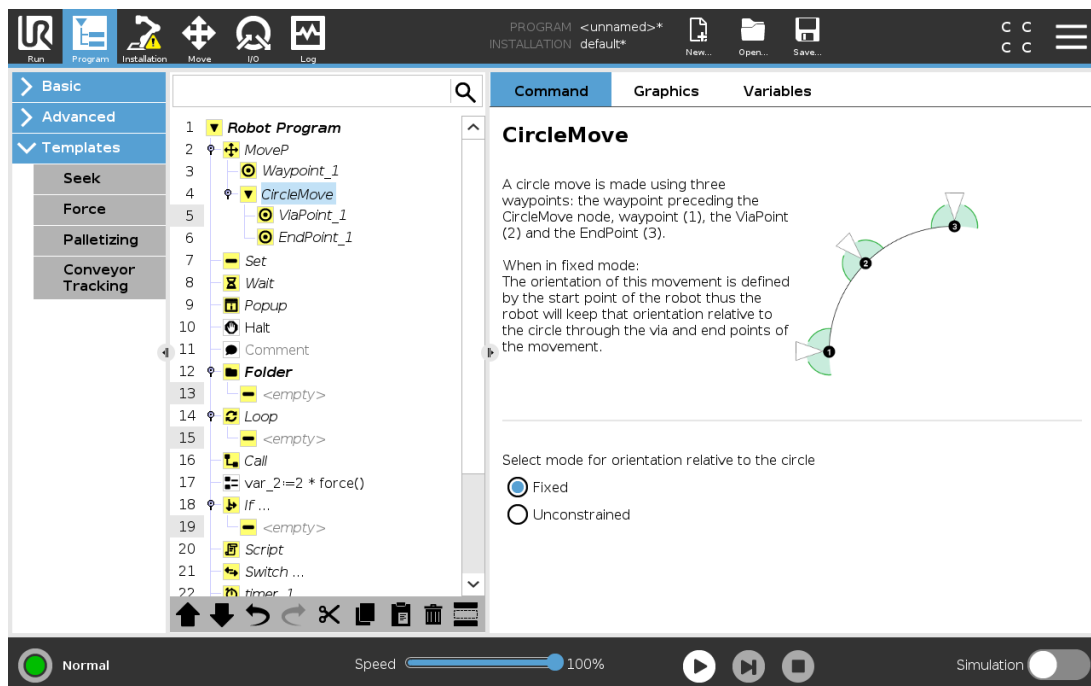 PROGRAM <unnamed>*
INSTALLATION default*
C C
C C
UR
Run
Program
Installation
Move
I/O
Log
New...
Open...
Save...
Basic
Advanced
Templates
Seek
Force
Palletizing
Conveyor
Tracking
1 Robot Program
2 MoveP
3 Waypoint_1
4 CircleMove
5 ViaPoint_1
6 EndPoint_1
7 Set
8 Wait
9 Popup
10 Halt
11 Comment
12 Folder
13 <empty>
14 Loop
15 <empty>
16 Call
17 var_2:=2 * force()
18 If ...
19 <empty>
20 Script
21 Switch ...
22 timer_1
Command
Graphics
Variables
CircleMove
A circle move is made using three
waypoints: the waypoint preceding the
CircleMove node, waypoint (1), the ViaPoint
(2) and the EndPoint (3).
When in fixed mode:
The orientation of this movement is defined
by the start point of the robot thus the
robot will keep that orientation relative to
the circle through the via and end points of
the movement.
3
2
1
Select mode for orientation relative to the circle
Fixed
Unconstrained
Normal
Speed
100%
Simulation